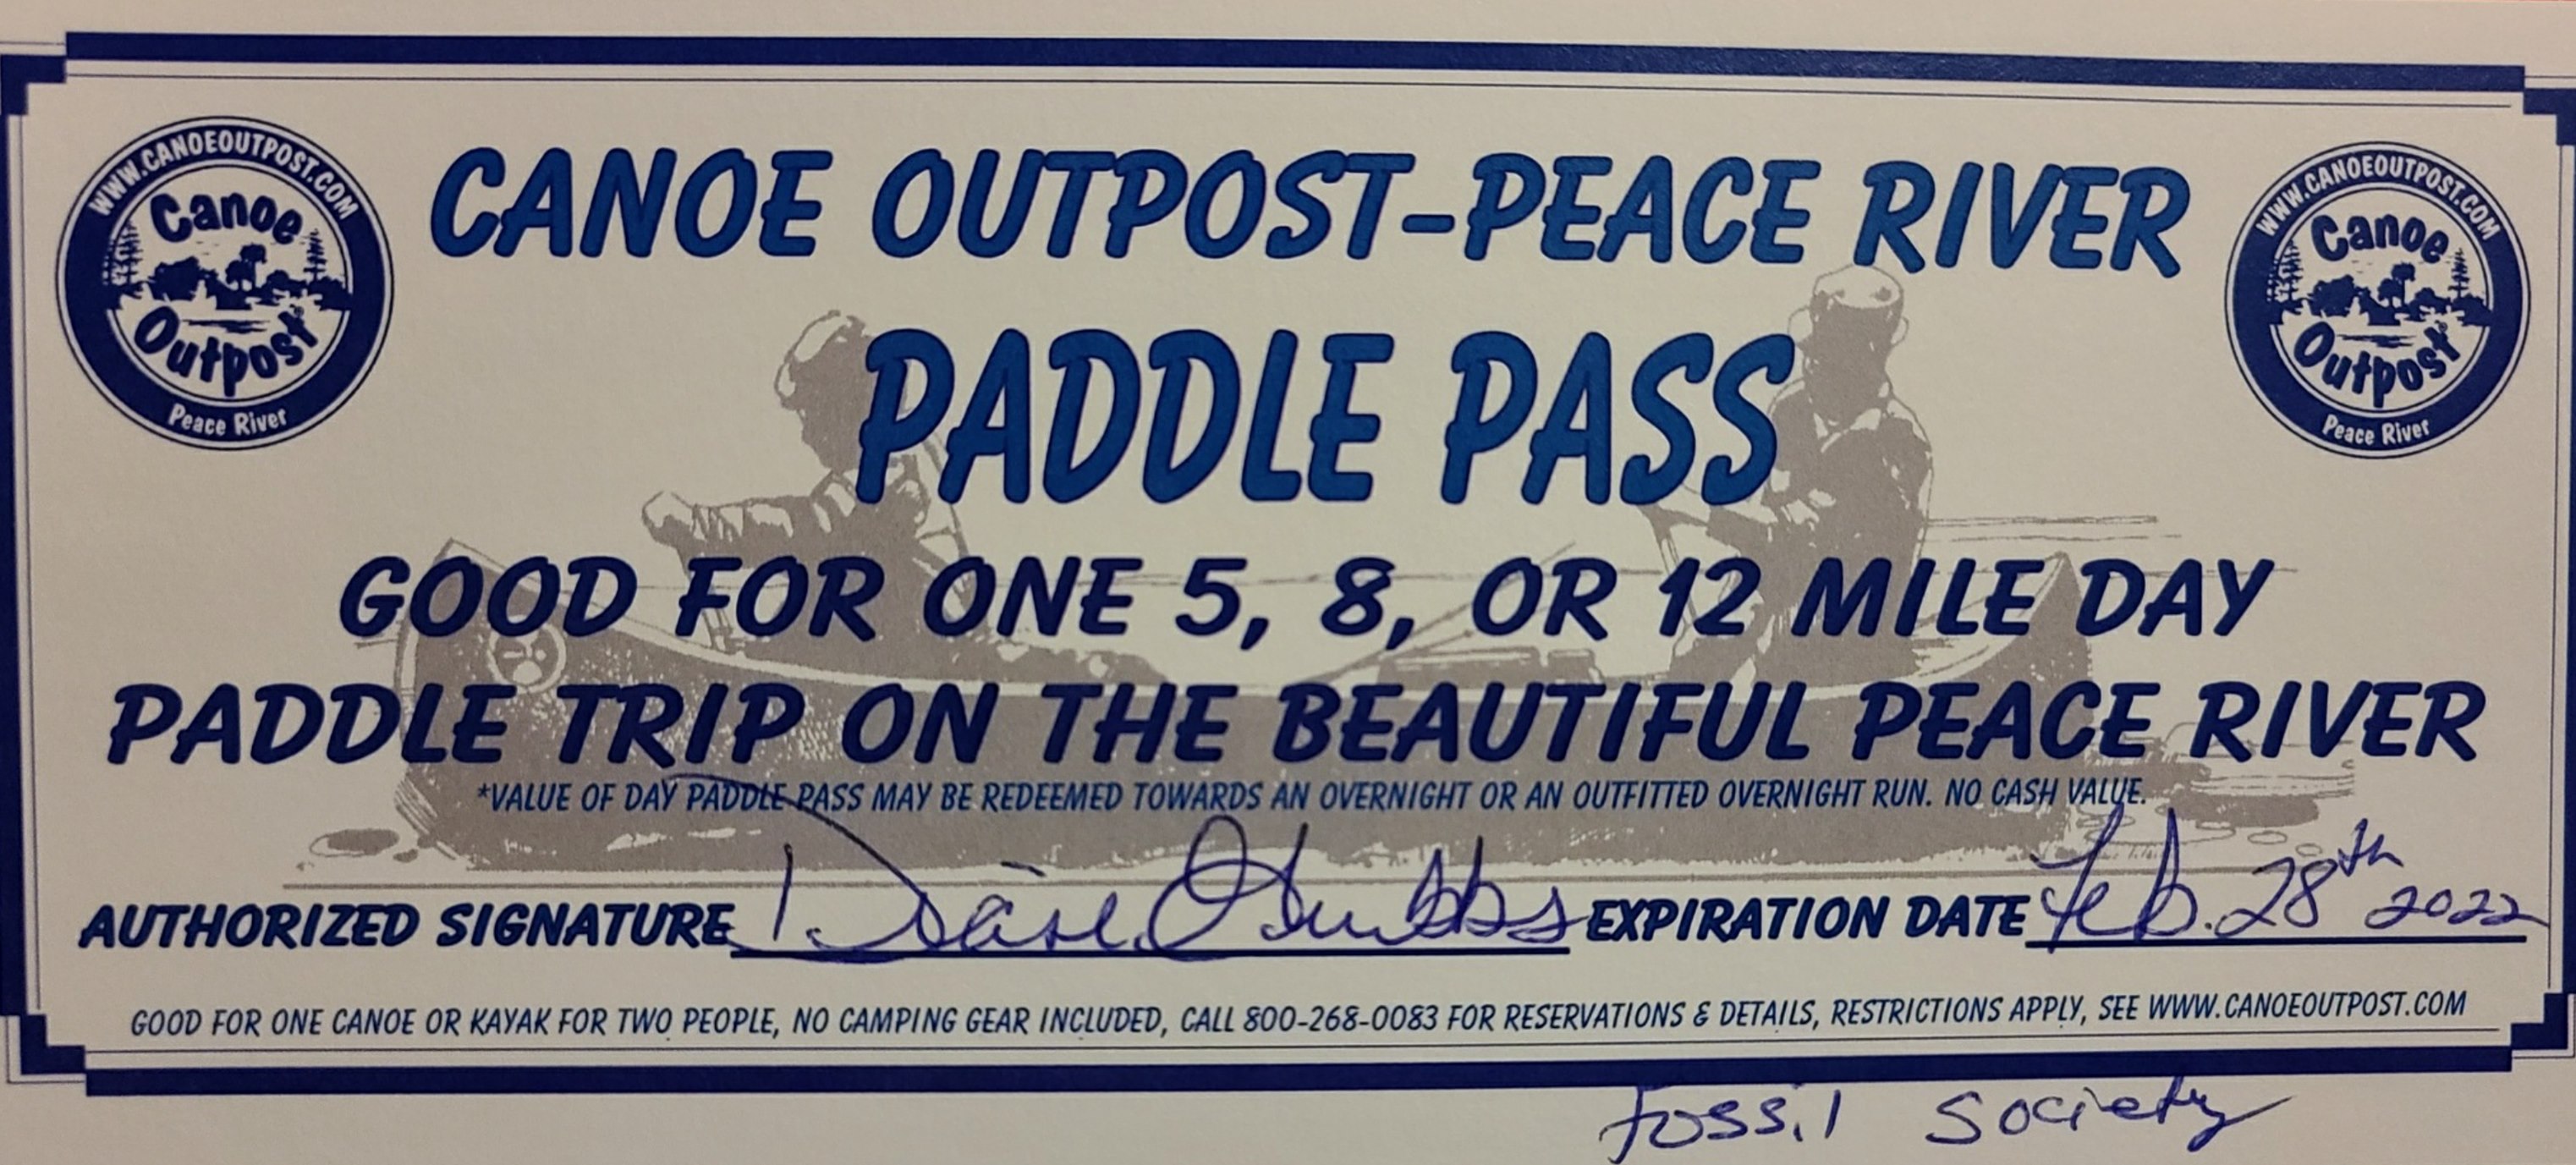 WWW.CANOEOUTPOST.COM
Canoe
Outpost
Peace River
CANOE OUTPOST-PEACE RIVER
WWW.CANOEOUTPOST.COM
Canoe
Outpost
Peace River
PADDLE PASS
GOOD FOR ONE 5, 8, OR 12 MILE DAY
PADDLE TRIP ON THE BEAUTIFUL PEACE RIVER
*VALUE OF DAY PADDLE PASS MAY BE REDEEMED TOWARDS AN OVERNIGHT OR AN OUTFITTED OVERNIGHT RUN. NO CASH VALUE.
AUTHORIZED SIGNATURE EXPIRATION DATE Feb. 28th 2022
GOOD FOR ONE CANOE OR KAYAK FOR TWO PEOPLE, NO CAMPING GEAR INCLUDED, CALL 800-268-0083 FOR RESERVATIONS & DETAILS, RESTRICTIONS APPLY, SEE WWW.CANOEOUTPOST.COM
Fossil Society